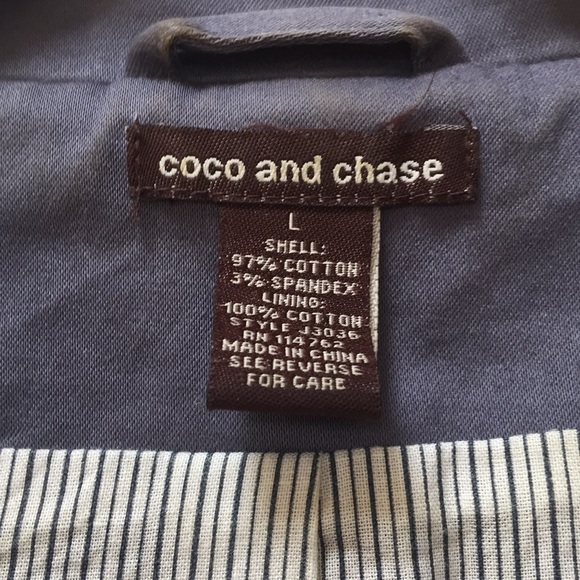 coco and chase
L
SHELL:
97% COTTON
3% SPANDEX
LINING:
100% COTTON
STYLE J3036
RN 114762
MADE IN CHINA
SEE REVERSE
FOR CARE